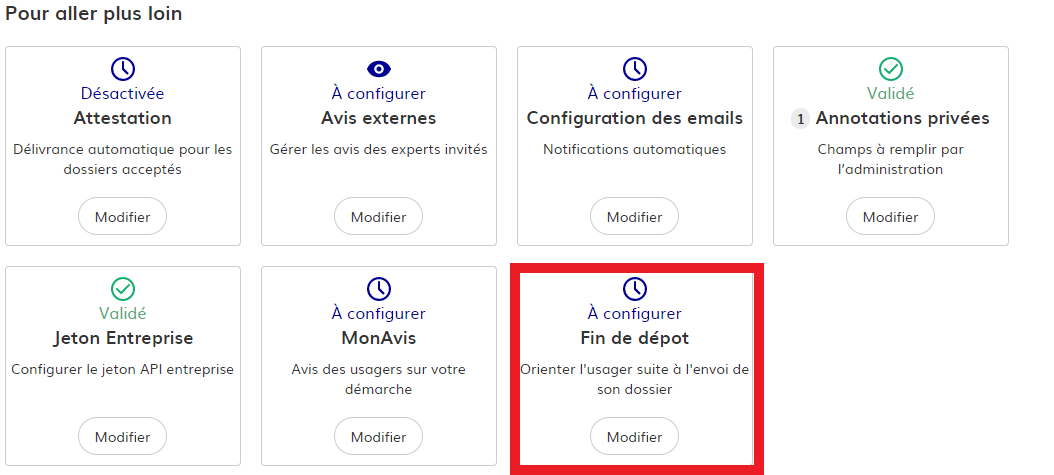 Pour aller plus loin
Désactivée
Attestation
Délivrance automatique pour les
dossiers acceptés
Modifier
À configurer
Avis externes
Gérer les avis des experts invités
Modifier
À configurer
Configuration des emails
Notifications automatiques
Modifier
Validé
1 Annotations privées
Champs à remplir par
l'administration
Modifier
Validé
Jeton Entreprise
Configurer le jeton API entreprise
Modifier
À configurer
MonAvis
Avis des usagers sur votre
démarche
Modifier
À configurer
Fin de dépot
Orienter l'usager suite à l'envoi de
son dossier
Modifier